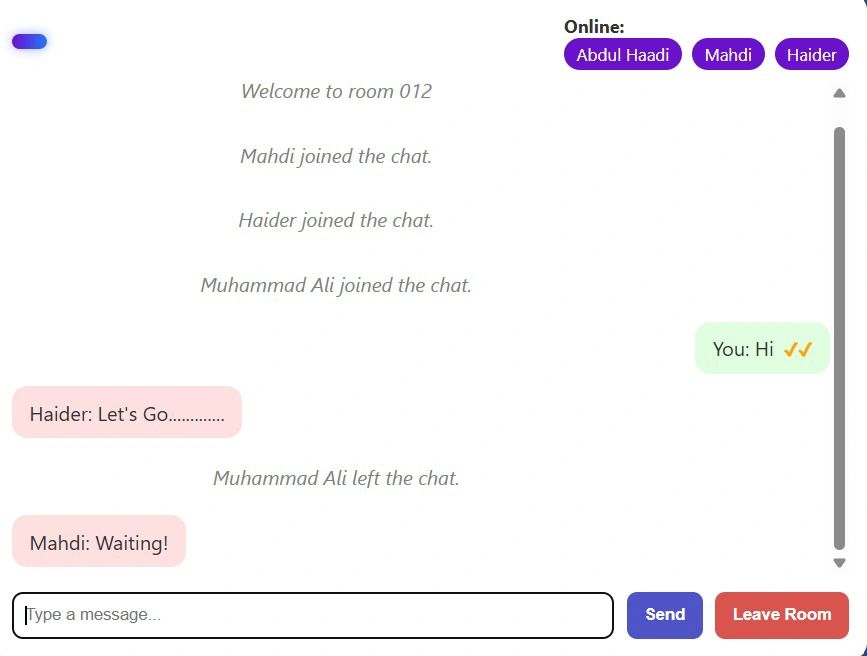 Online:
Abdul Haadi Mahdi Haider
Welcome to room 012
Mahdi joined the chat.
Haider joined the chat.
Muhammad Ali joined the chat.
You: Hi ✓✓
Haider: Let's Go.............
Muhammad Ali left the chat.
Mahdi: Waiting!
Type a message... Send Leave Room